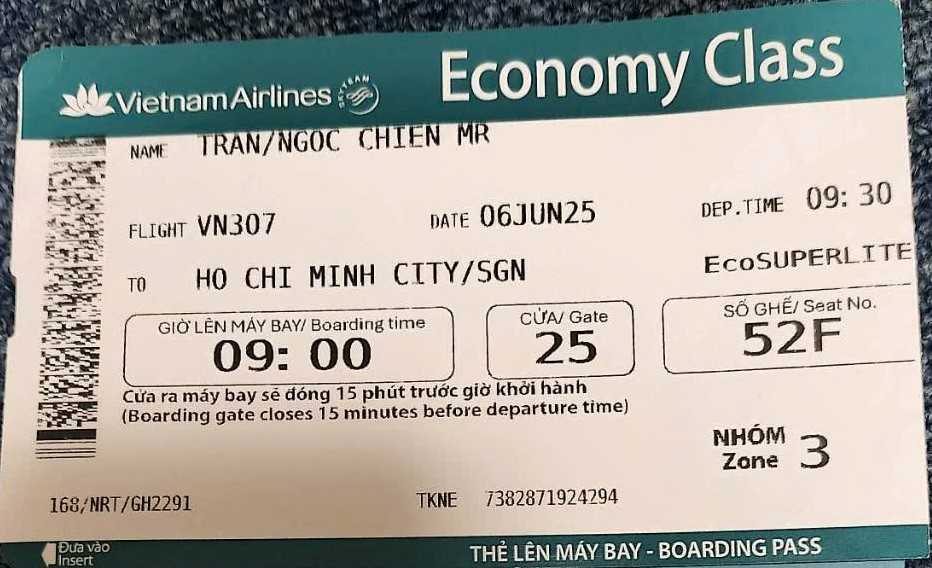 VietnamAirlines SKYTEAM Economy Class
NAME TRAN/NGOC CHIEN MR
FLIGHT VN307 DATE 06JUN25 DEP.TIME 09: 30
TO HO CHI MINH CITY/SGN EcoSUPERLITE
GIỜ LÊN MÁY BAY/ Boarding time CỬA/ Gate SỐ GHẾ/ Seat No.
09: 00 25 52F
Cửa ra máy bay sẽ đóng 15 phút trước giờ khởi hành
(Boarding gate closes 15 minutes before departure time)
NHÓM
Zone 3
168/NRT/GH2291 TKNE 7382871924294
Đưa vào
Insert
THẺ LÊN MÁY BAY - BOARDING PASS